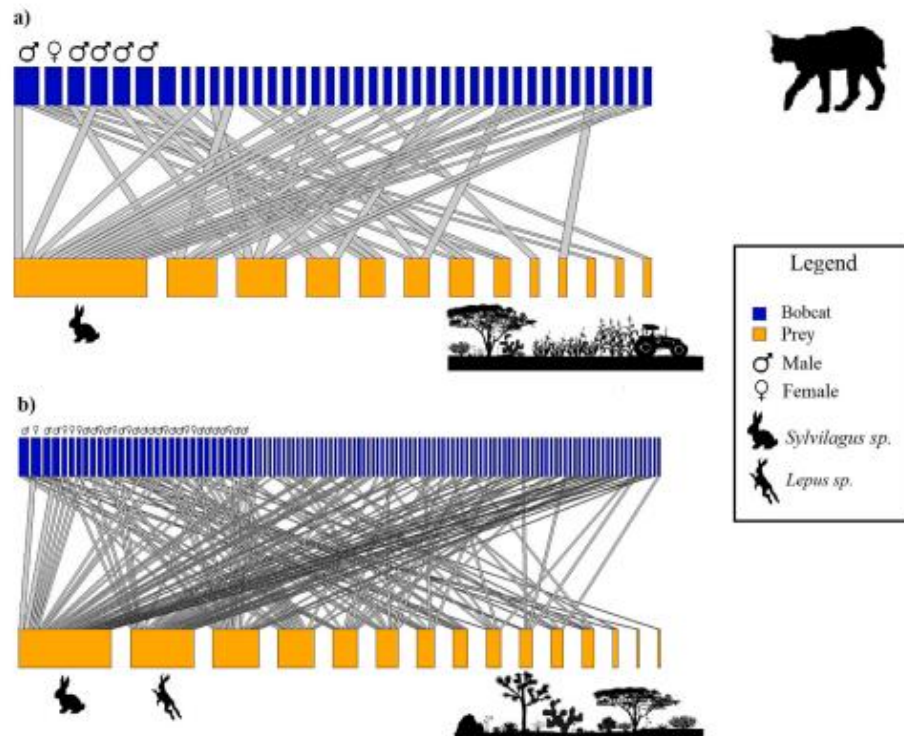 a)
♂ ♀ ♂ ♂ ♂ ♂
Legend
Bobcat
Prey
♂ Male
♀ Female
Sylvilagus sp.
Lepus sp.
b)